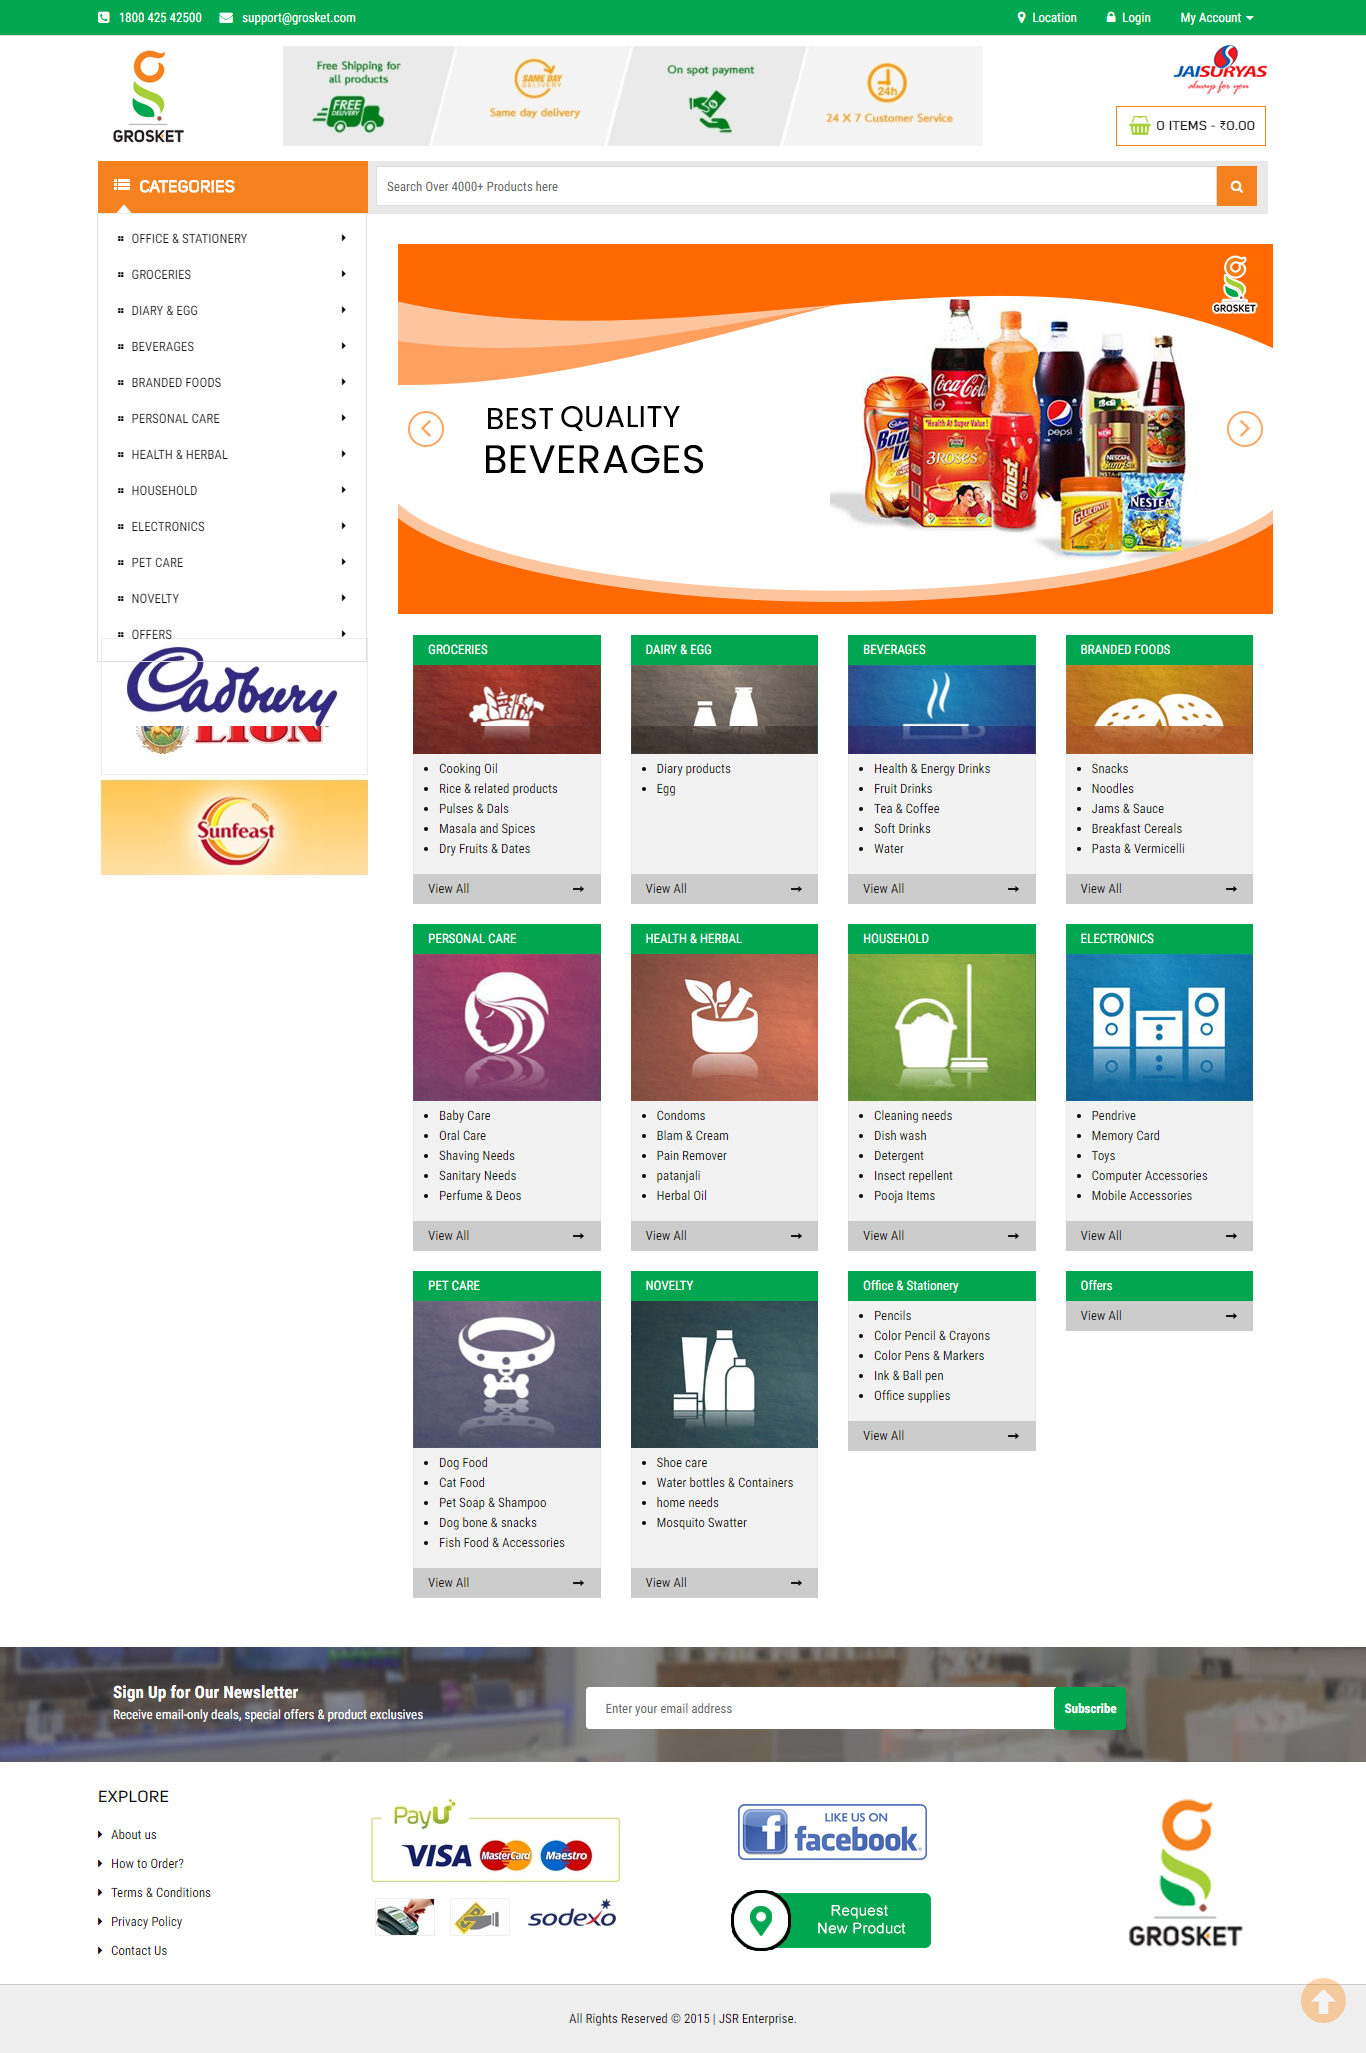 1800 425 42500
support@grosket.com
Location
Login
My Account
GROSKET
Free Shipping for
all products
FREE
DELIVERY
SAME DAY
DELIVERY
Same day delivery
On spot payment
24h
24 X 7 Customer Service
JAISURYAS
always for you
0 ITEMS - ₹0.00
CATEGORIES
Search Over 4000+ Products here
OFFICE & STATIONERY
GROCERIES
DIARY & EGG
BEVERAGES
BRANDED FOODS
PERSONAL CARE
HEALTH & HERBAL
HOUSEHOLD
ELECTRONICS
PET CARE
NOVELTY
OFFERS
GROSKET
BEST QUALITY
BEVERAGES
Coca-Cola
pepsi
Health At Super Value!
3 ROSES
Boost
NESCAFE
Sunrise
NESTEA
Cadbury
LION
Sunfeast
GROCERIES
Cooking Oil
Rice & related products
Pulses & Dals
Masala and Spices
Dry Fruits & Dates
View All
DAIRY & EGG
Diary products
Egg
View All
BEVERAGES
Health & Energy Drinks
Fruit Drinks
Tea & Coffee
Soft Drinks
Water
View All
BRANDED FOODS
Snacks
Noodles
Jams & Sauce
Breakfast Cereals
Pasta & Vermicelli
View All
PERSONAL CARE
Baby Care
Oral Care
Shaving Needs
Sanitary Needs
Perfume & Deos
View All
HEALTH & HERBAL
Condoms
Blam & Cream
Pain Remover
patanjali
Herbal Oil
View All
HOUSEHOLD
Cleaning needs
Dish wash
Detergent
Insect repellent
Pooja Items
View All
ELECTRONICS
Pendrive
Memory Card
Toys
Computer Accessories
Mobile Accessories
View All
PET CARE
Dog Food
Cat Food
Pet Soap & Shampoo
Dog bone & snacks
Fish Food & Accessories
View All
NOVELTY
Shoe care
Water bottles & Containers
home needs
Mosquito Swatter
View All
Office & Stationery
Pencils
Color Pencil & Crayons
Color Pens & Markers
Ink & Ball pen
Office supplies
View All
Offers
View All
Sign Up for Our Newsletter
Receive email-only deals, special offers & product exclusives
Enter your email address
Subscribe
EXPLORE
About us
How to Order?
Terms & Conditions
Privacy Policy
Contact Us
PayU
VISA
MasterCard
Maestro
sodexo
LIKE US ON
facebook.
Request
New Product
GROSKET
All Rights Reserved © 2015 | JSR Enterprise.